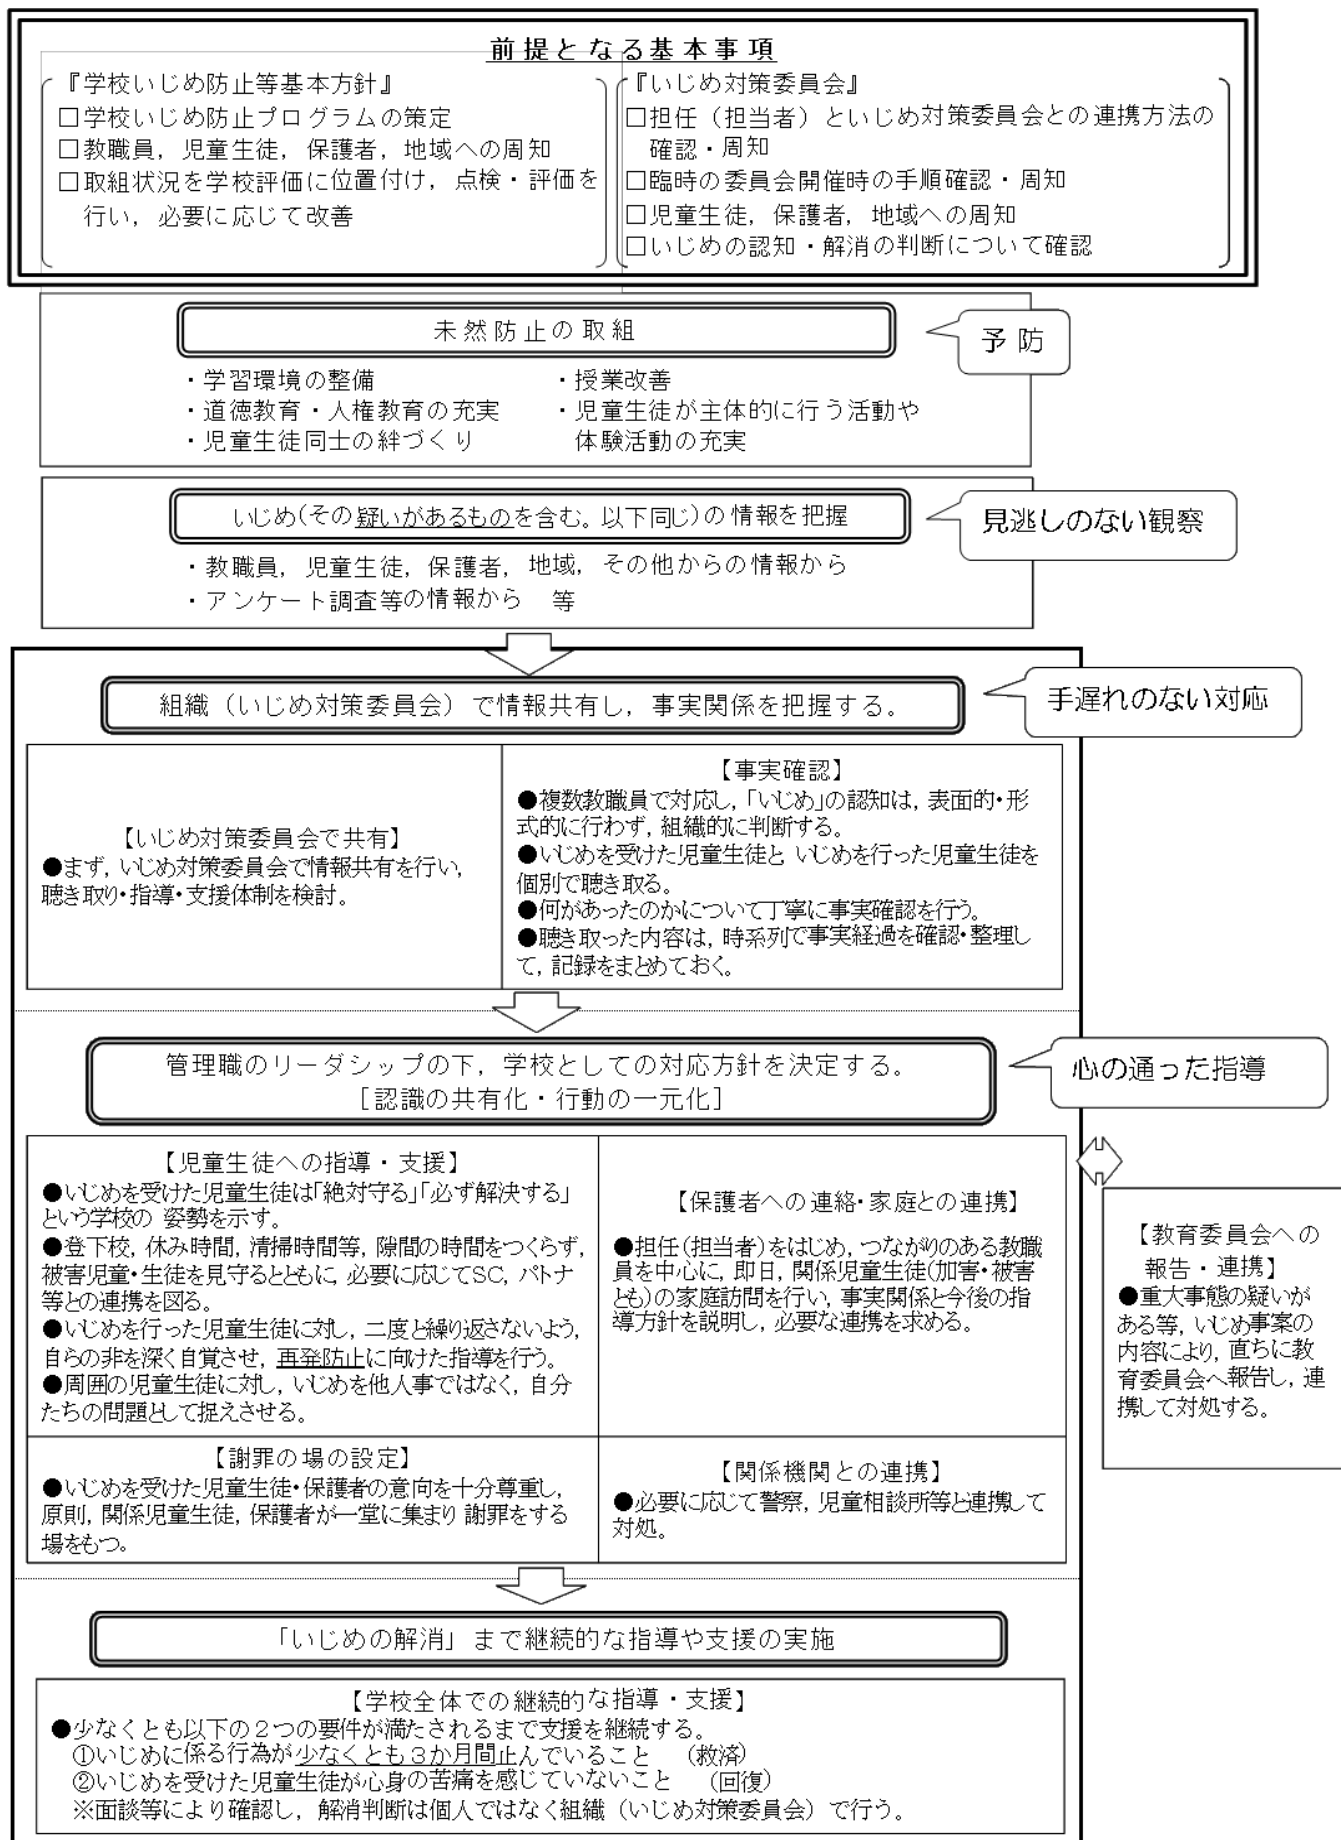 前提となる基本事項
『学校いじめ防止等基本方針』
□学校いじめ防止プログラムの策定
□教職員，児童生徒，保護者，地域への周知
□取組状況を学校評価に位置付け，点検・評価を
行い，必要に応じて改善
『いじめ対策委員会』
□担任（担当者）といじめ対策委員会との連携方法の
確認・周知
□臨時の委員会開催時の手順確認・周知
□児童生徒，保護者，地域への周知
□いじめの認知・解消の判断について確認
未然防止の取組
予防
・学習環境の整備
・道徳教育・人権教育の充実
・児童生徒同士の絆づくり
・授業改善
・児童生徒が主体的に行う活動や
体験活動の充実
いじめ(その疑いがあるものを含む。以下同じ)の情報を把握
見逃しのない観察
・教職員，児童生徒，保護者，地域，その他からの情報から
・アンケート調査等の情報から　等
組織（いじめ対策委員会）で情報共有し，事実関係を把握する。
手遅れのない対応
【いじめ対策委員会で共有】
●まず，いじめ対策委員会で情報共有を行い，
聴き取り・指導・支援体制を検討。
【事実確認】
●複数教職員で対応し，「いじめ」の認知は，表面的・形
式的に行わず，組織的に判断する。
●いじめを受けた児童生徒と いじめを行った児童生徒を
個別で聴き取る。
●何があったのかについて丁寧に事実確認を行う。
●聴き取った内容は，時系列で事実経過を確認・整理し
て，記録をまとめておく。
管理職のリーダシップの下，学校としての対応方針を決定する。
［認識の共有化・行動の一元化］
心の通った指導
【児童生徒への指導・支援】
●いじめを受けた児童生徒は「絶対守る」「必ず解決する」
という学校の 姿勢を示す。
●登下校，休み時間，清掃時間等，隙間の時間をつくらず，
被害児童・生徒を見守るとともに，必要に応じてSC，パトナ
等との連携を図る。
●いじめを行った児童生徒に対し，二度と繰り返さないよう，
自らの非を深く自覚させ，再発防止に向けた指導を行う。
●周囲の児童生徒に対し，いじめを他人事ではなく，自分
たちの問題として捉えさせる。
【保護者への連絡・家庭との連携】
●担任(担当者)をはじめ，つながりのある教職
員を中心に，即日，関係児童生徒(加害・被害
とも)の家庭訪問を行い，事実関係と今後の指
導方針を説明し，必要な連携を求める。
【教育委員会への
報告・連携】
●重大事態の疑いが
ある等，いじめ事案の
内容により，直ちに教
育委員会へ報告し，連
携して対処する。
【謝罪の場の設定】
●いじめを受けた児童生徒・保護者の意向を十分尊重し，
原則，関係児童生徒，保護者が一堂に集まり 謝罪をする
場をもつ。
【関係機関との連携】
●必要に応じて警察，児童相談所等と連携して
対処。
「いじめの解消」まで継続的な指導や支援の実施
【学校全体での継続的な指導・支援】
●少なくとも以下の２つの要件が満たされるまで支援を継続する。
①いじめに係る行為が少なくとも３か月間止んでいること　（救済）
②いじめを受けた児童生徒が心身の苦痛を感じていないこと　（回復）
※面談等により確認し，解消判断は個人ではなく組織（いじめ対策委員会）で行う。